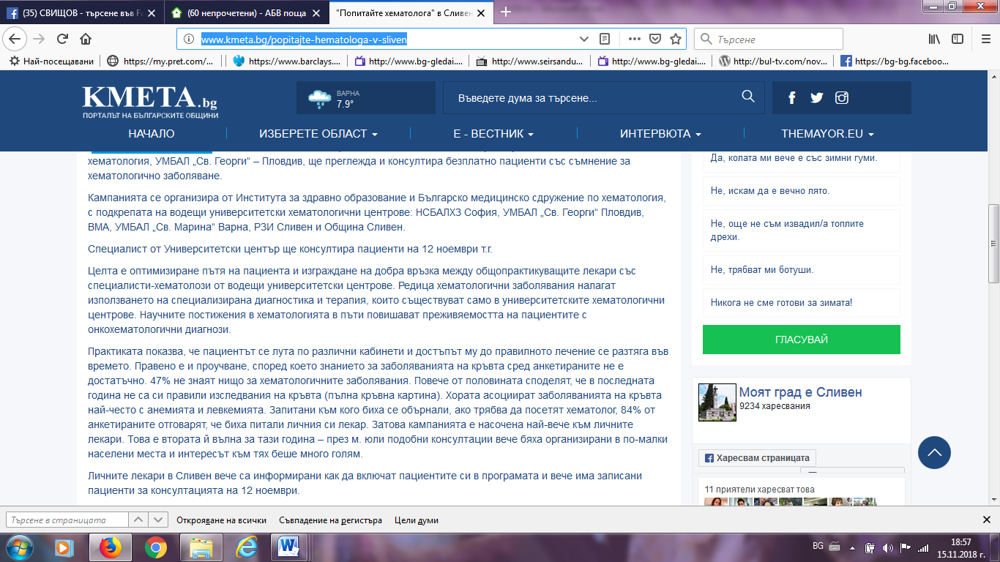 (35) СВИЩОВ - търсене във Fa
(60 непрочетени) - АБВ поща
"Попитайте хематолога" в Сливен
www.kmeta.bg/popitajte-hematologa-v-sliven
Търсене
Най-посещавани
https://my.pret.com/...
https://www.barclays....
http://www.bg-gledai....
http://www.seirsandu...
http://www.bg-gledai....
http://bul-tv.com/nov...
https://bg-bg.faceboo...
KMETA.bg
ПОРТАЛЪТ НА БЪЛГАРСКИТЕ ОБЩИНИ
ВАРНА
7.9°
Въведете дума за търсене...
НАЧАЛО
ИЗБЕРЕТЕ ОБЛАСТ
Е - ВЕСТНИК
ИНТЕРВЮТА
THEMAYOR.EU
хематология, УМБАЛ „Св. Георги“ – Пловдив, ще преглежда и консултира безплатно пациенти със съмнение за
хематологично заболяване.
Кампанията се организира от Института за здравно образование и Българско медицинско сдружение по хематология,
с подкрепата на водещи университетски хематологични центрове: НСБАЛХЗ София, УМБАЛ „Св. Георги“ Пловдив,
ВМА, УМБАЛ „Св. Марина“ Варна, РЗИ Сливен и Община Сливен.
Специалист от Университетски център ще консултира пациенти на 12 ноември т.г.
Целта е оптимизиране пътя на пациента и изграждане на добра връзка между общопрактикуващите лекари със
специалисти-хематолози от водещи университетски центрове. Редица хематологични заболявания налагат
използването на специализирана диагностика и терапия, които съществуват само в университетските хематологични
центрове. Научните постижения в хематологията в пъти повишават преживяемостта на пациентите с
онкохематологични диагнози.
Практиката показва, че пациентът се лута по различни кабинети и достъпът му до правилното лечение се разтяга във
времето. Правено е и проучване, според което знанието за заболяванията на кръвта сред анкетираните не е
достатъчно. 47% не знаят нищо за хематологичните заболявания. Повече от половината споделят, че в последната
година не са си правили изследвания на кръвта (пълна кръвна картина). Хората асоциират заболяванията на кръвта
най-често с анемията и левкемията. Запитани към кого биха се обърнали, ако трябва да посетят хематолог, 84% от
анкетираните отговарят, че биха питали личния си лекар. Затова кампанията е насочена най-вече към личните
лекари. Това е втората й вълна за тази година – през м. юли подобни консултации вече бяха организирани в по-малки
населени места и интересът към тях беше много голям.
Личните лекари в Сливен вече са информирани как да включат пациентите си в програмата и вече има записани
пациенти за консултацията на 12 ноември.
Да, колата ми вече е със зимни гуми.
Не, искам да е вечно лято.
Не, още не съм извадил/а топлите
дрехи.
Не, трябват ми ботуши.
Никога не сме готови за зимата!
ГЛАСУВАЙ
Моят град е Сливен
9234 харесвания
Харесвам страницата
11 приятели харесват това
Търсене в страницата
Открояване на всички
Съвпадение на регистъра
Цели думи
BG
18:57
15.11.2018 г.